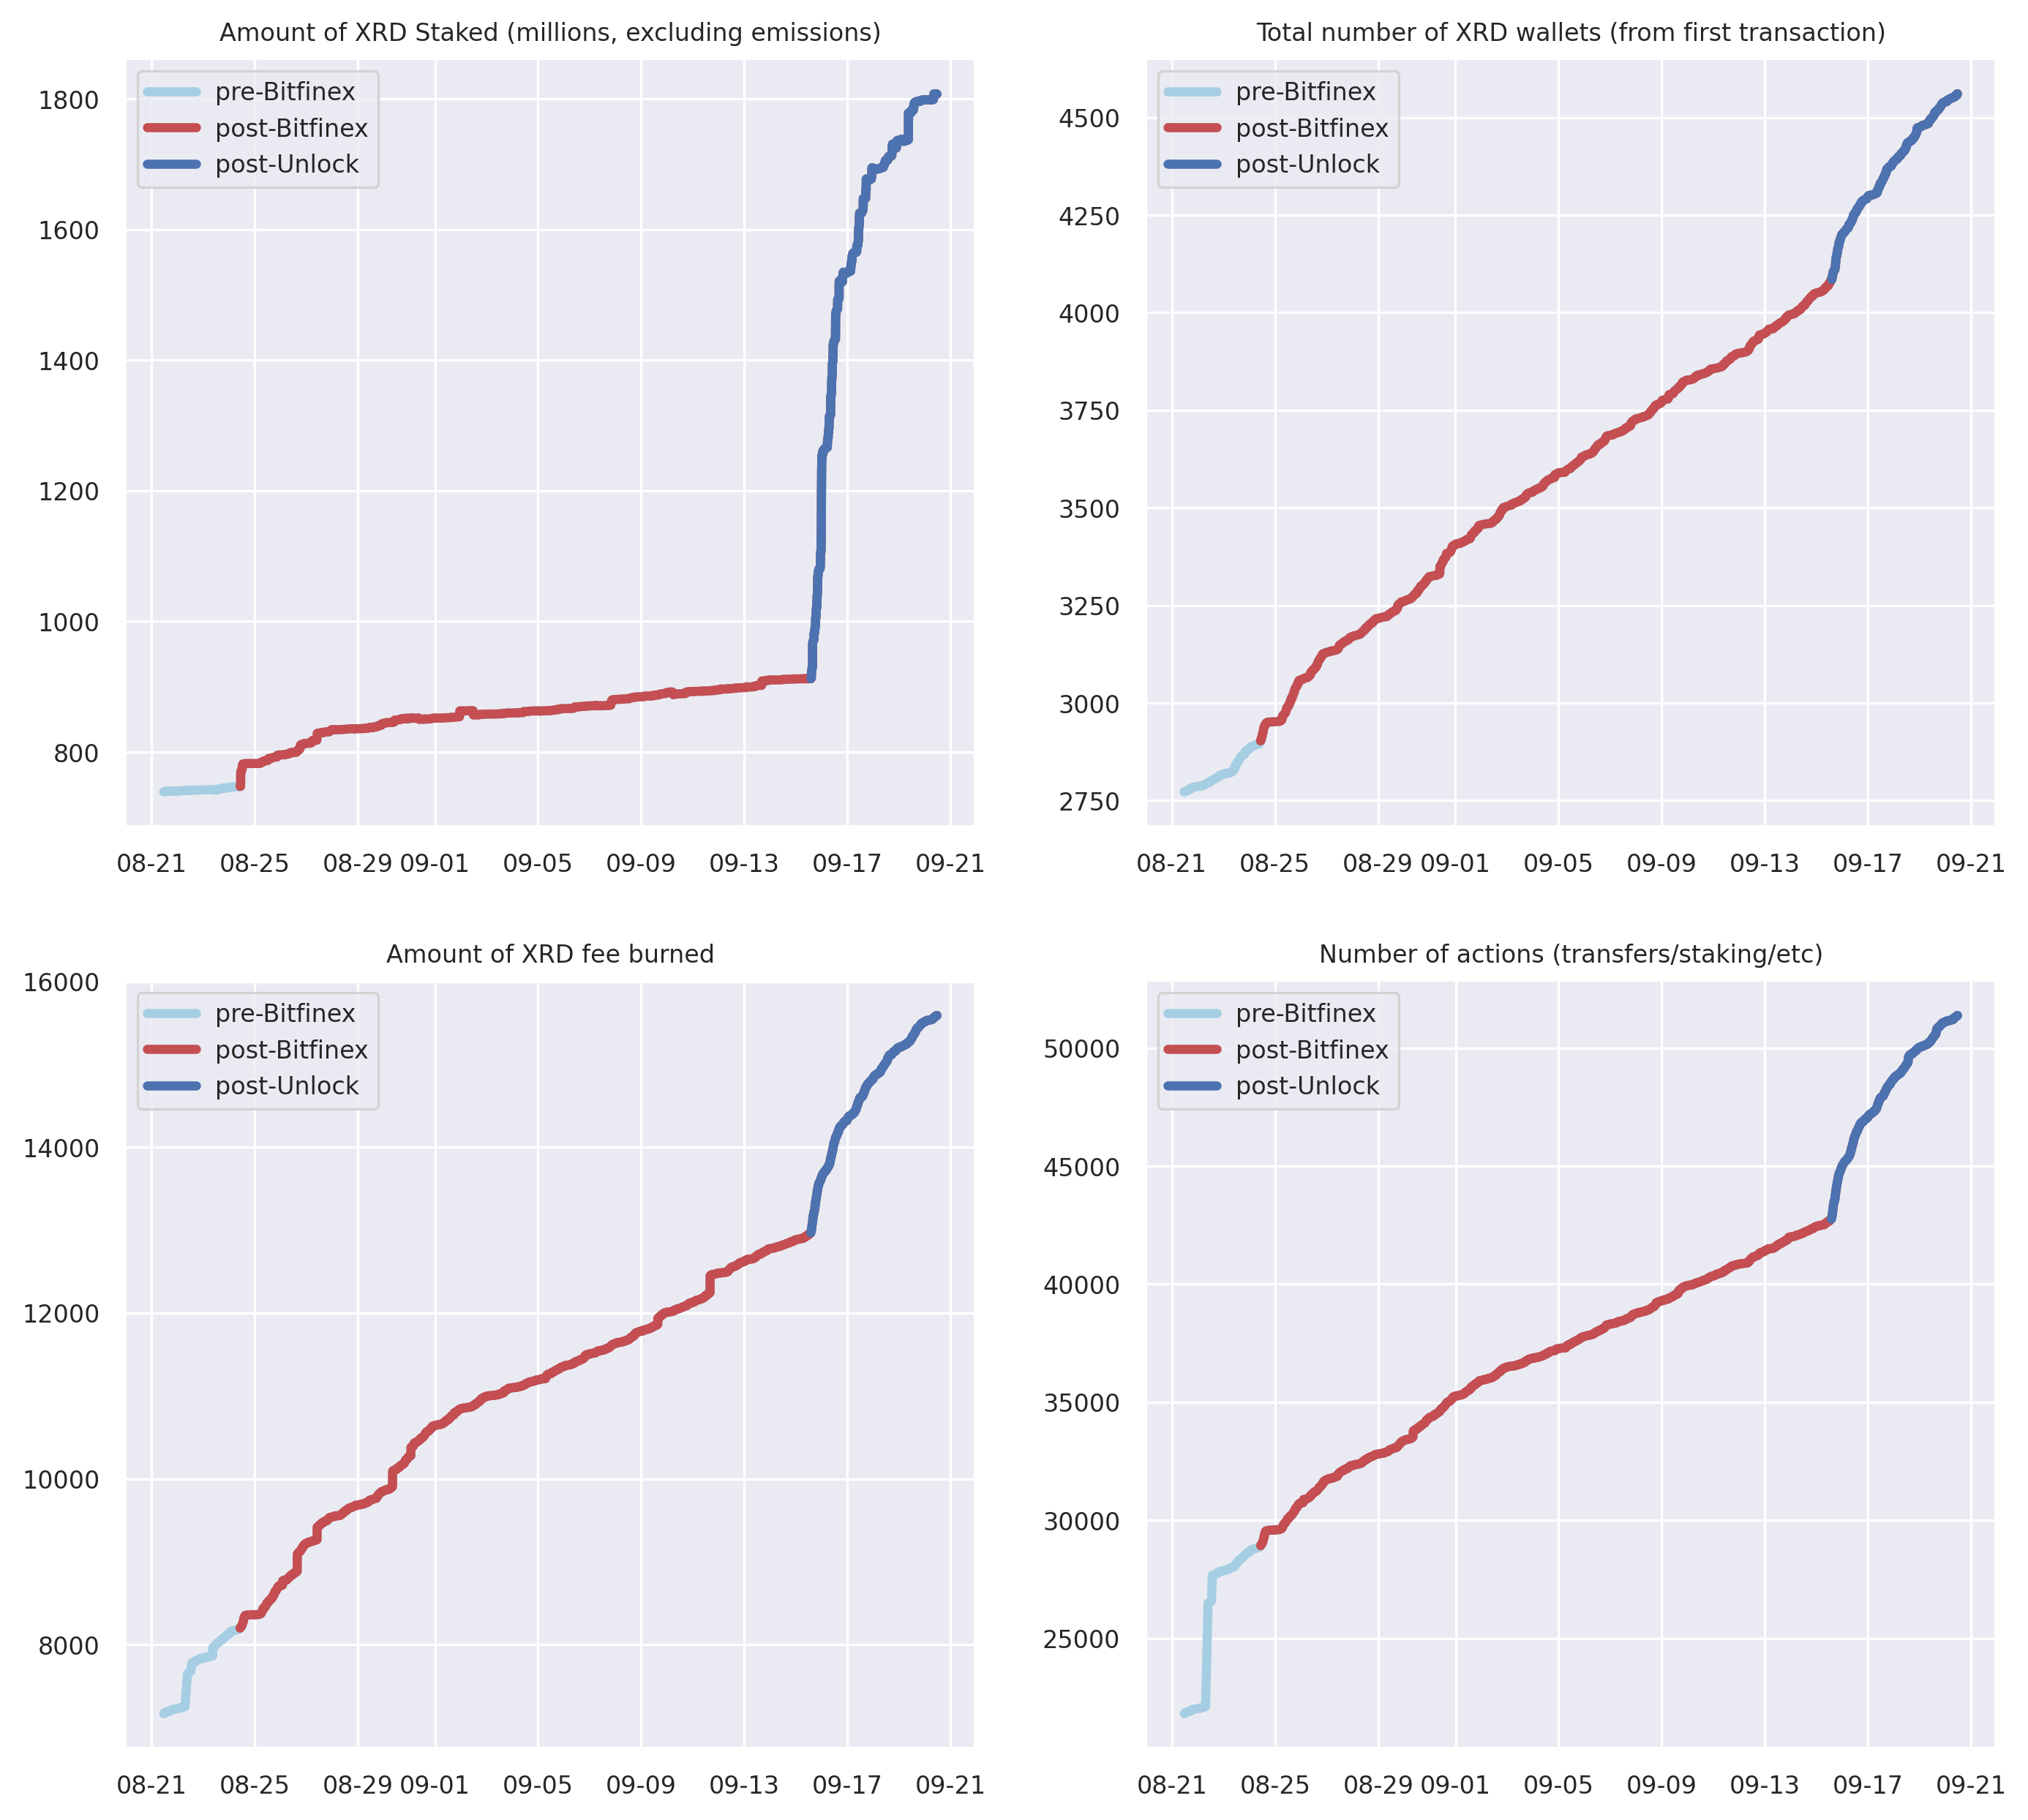 Amount of XRD Staked (millions, excluding emissions)
pre-Bitfinex
post-Bitfinex
post-Unlock
1800
1600
1400
1200
1000
800
08-21 08-25 08-29 09-01 09-05 09-09 09-13 09-17 09-21
Total number of XRD wallets (from first transaction)
pre-Bitfinex
post-Bitfinex
post-Unlock
4500
4250
4000
3750
3500
3250
3000
2750
08-21 08-25 08-29 09-01 09-05 09-09 09-13 09-17 09-21
Amount of XRD fee burned
pre-Bitfinex
post-Bitfinex
post-Unlock
16000
14000
12000
10000
8000
08-21 08-25 08-29 09-01 09-05 09-09 09-13 09-17 09-21
Number of actions (transfers/staking/etc)
pre-Bitfinex
post-Bitfinex
post-Unlock
50000
45000
40000
35000
30000
25000
08-21 08-25 08-29 09-01 09-05 09-09 09-13 09-17 09-21